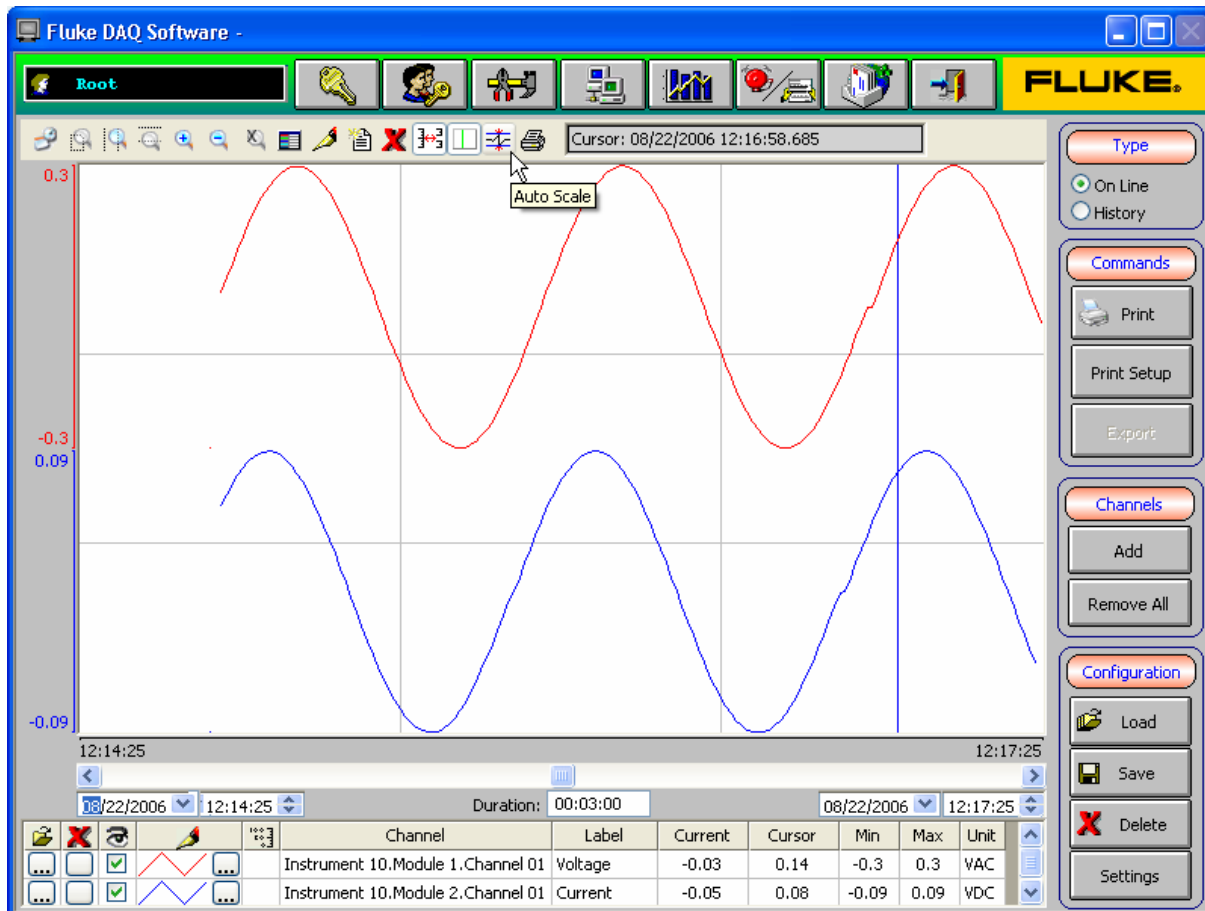 Fluke DAQ Software -
Root
FLUKE®
Cursor: 08/22/2006 12:16:58.685
Auto Scale
0.3
-0.3
0.09
-0.09
12:14:25 12:17:25
08/22/2006 12:14:25 Duration: 00:03:00 08/22/2006 12:17:25
Channel Label Current Cursor Min Max Unit
... ... Instrument 10.Module 1.Channel 01 Voltage -0.03 0.14 -0.3 0.3 VAC
... ... Instrument 10.Module 2.Channel 01 Current -0.05 0.08 -0.09 0.09 VDC
Type
On Line
History
Commands
Print
Print Setup
Export
Channels
Add
Remove All
Configuration
Load
Save
Delete
Settings